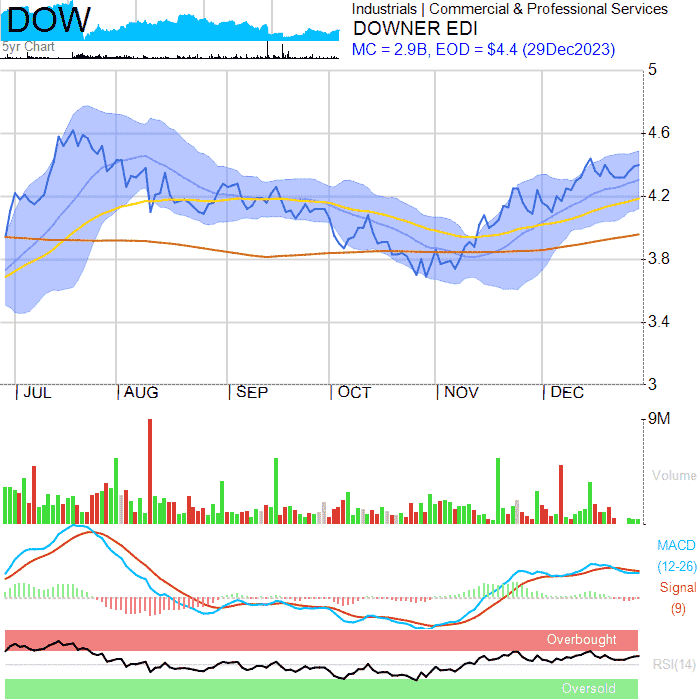 DOW
5yr Chart
Industrials | Commercial & Professional Services
DOWNER EDI
MC = 2.9B, EOD = $4.4 (29Dec2023)
5
4.6
4.2
3.8
3.4
3
JUL
AUG
SEP
OCT
NOV
DEC
9M
Volume
MACD
(12-26)
Signal
(9)
Overbought
RSI(14)
Oversold